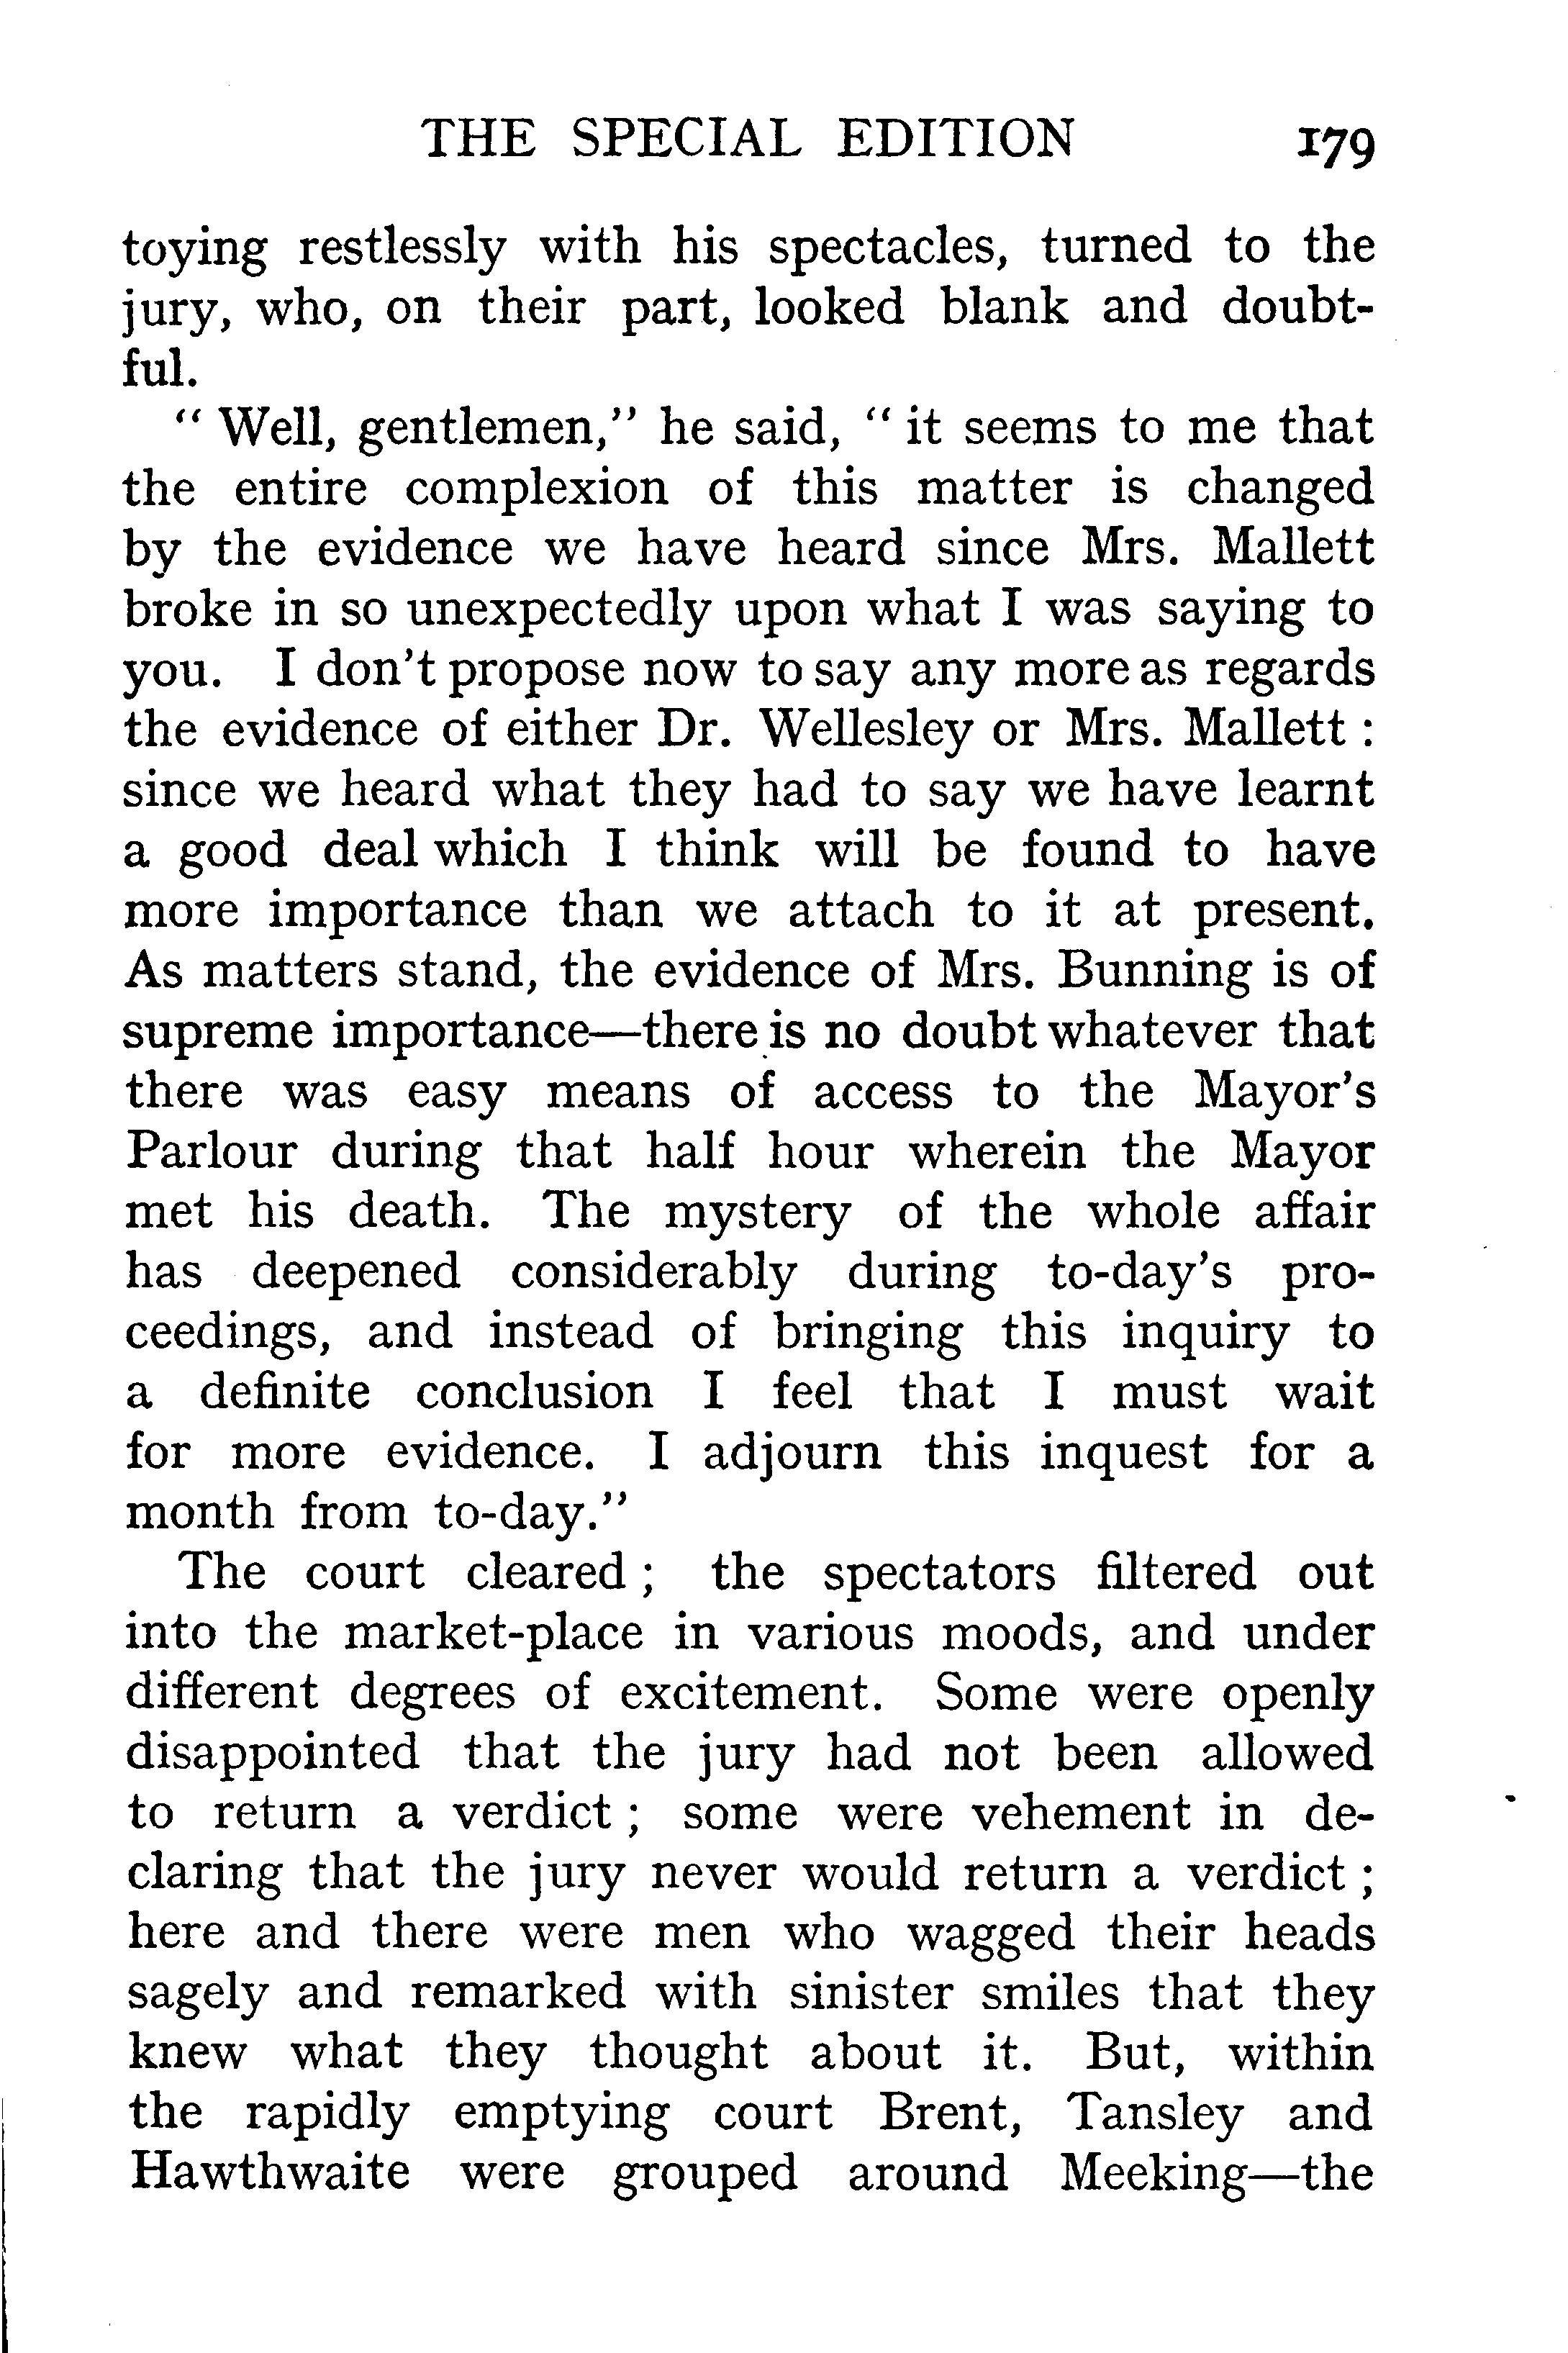 THE SPECIAL EDITION 179
toying restlessly with his spectacles, turned to the
jury, who, on their part, looked blank and doubt-
ful.
" Well, gentlemen," he said, " it seems to me that
the entire complexion of this matter is changed
by the evidence we have heard since Mrs. Mallett
broke in so unexpectedly upon what I was saying to
you. I don't propose now to say any more as regards
the evidence of either Dr. Wellesley or Mrs. Mallett :
since we heard what they had to say we have learnt
a good deal which I think will be found to have
more importance than we attach to it at present.
As matters stand, the evidence of Mrs. Bunning is of
supreme importance—there is no doubt whatever that
there was easy means of access to the Mayor's
Parlour during that half hour wherein the Mayor
met his death. The mystery of the whole affair
has deepened considerably during to-day's pro-
ceedings, and instead of bringing this inquiry to
a definite conclusion I feel that I must wait
for more evidence. I adjourn this inquest for a
month from to-day."
The court cleared ; the spectators filtered out
into the market-place in various moods, and under
different degrees of excitement. Some were openly
disappointed that the jury had not been allowed
to return a verdict ; some were vehement in de-
claring that the jury never would return a verdict ;
here and there were men who wagged their heads
sagely and remarked with sinister smiles that they
knew what they thought about it. But, within
the rapidly emptying court Brent, Tansley and
Hawthwaite were grouped around Meeking—the